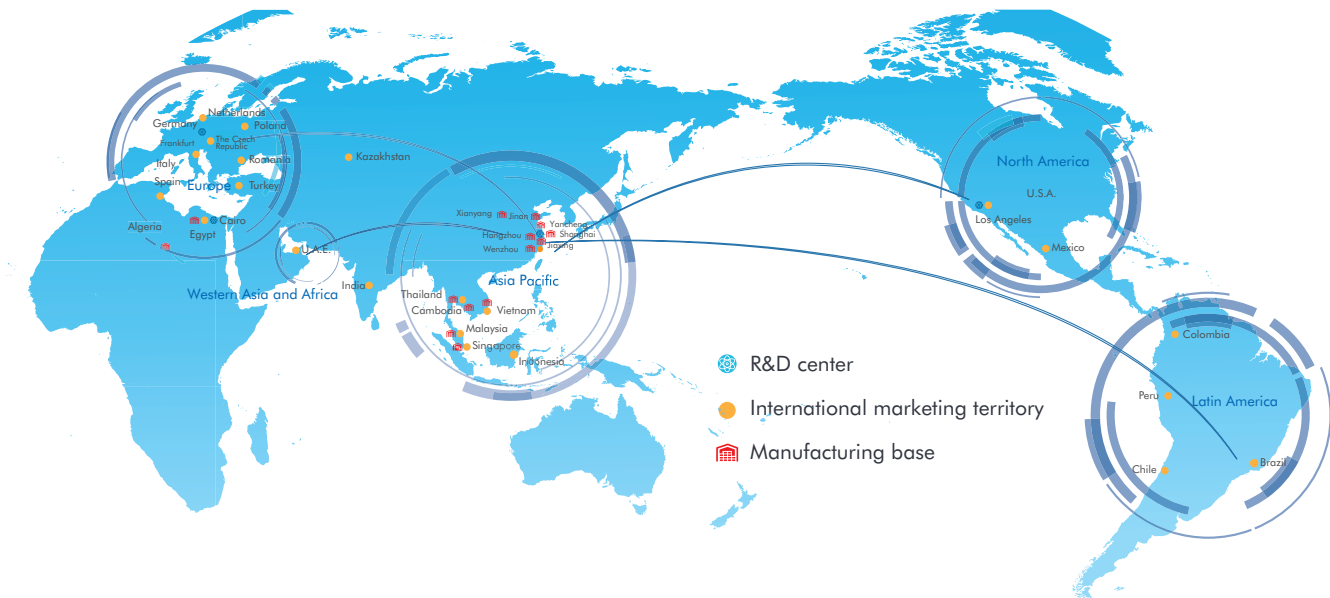 Netherlands
Germany
Poland
Frankfurt
The Czech
Republic
Italy
Romania
Spain
Europe
Turkey
Kazakhstan
Algeria
Cairo
Egypt
U.A.E.
Western Asia and Africa
India
Xianyang
Jinan
Yancheng
Hangzhou
Shanghai
Jiaxing
Wenzhou
Asia Pacific
Thailand
Cambodia
Vietnam
Malaysia
Singapore
Indonesia
North America
U.S.A.
Los Angeles
Mexico
Colombia
Peru
Latin America
Chile
Brazil
R&D center
International marketing territory
Manufacturing base